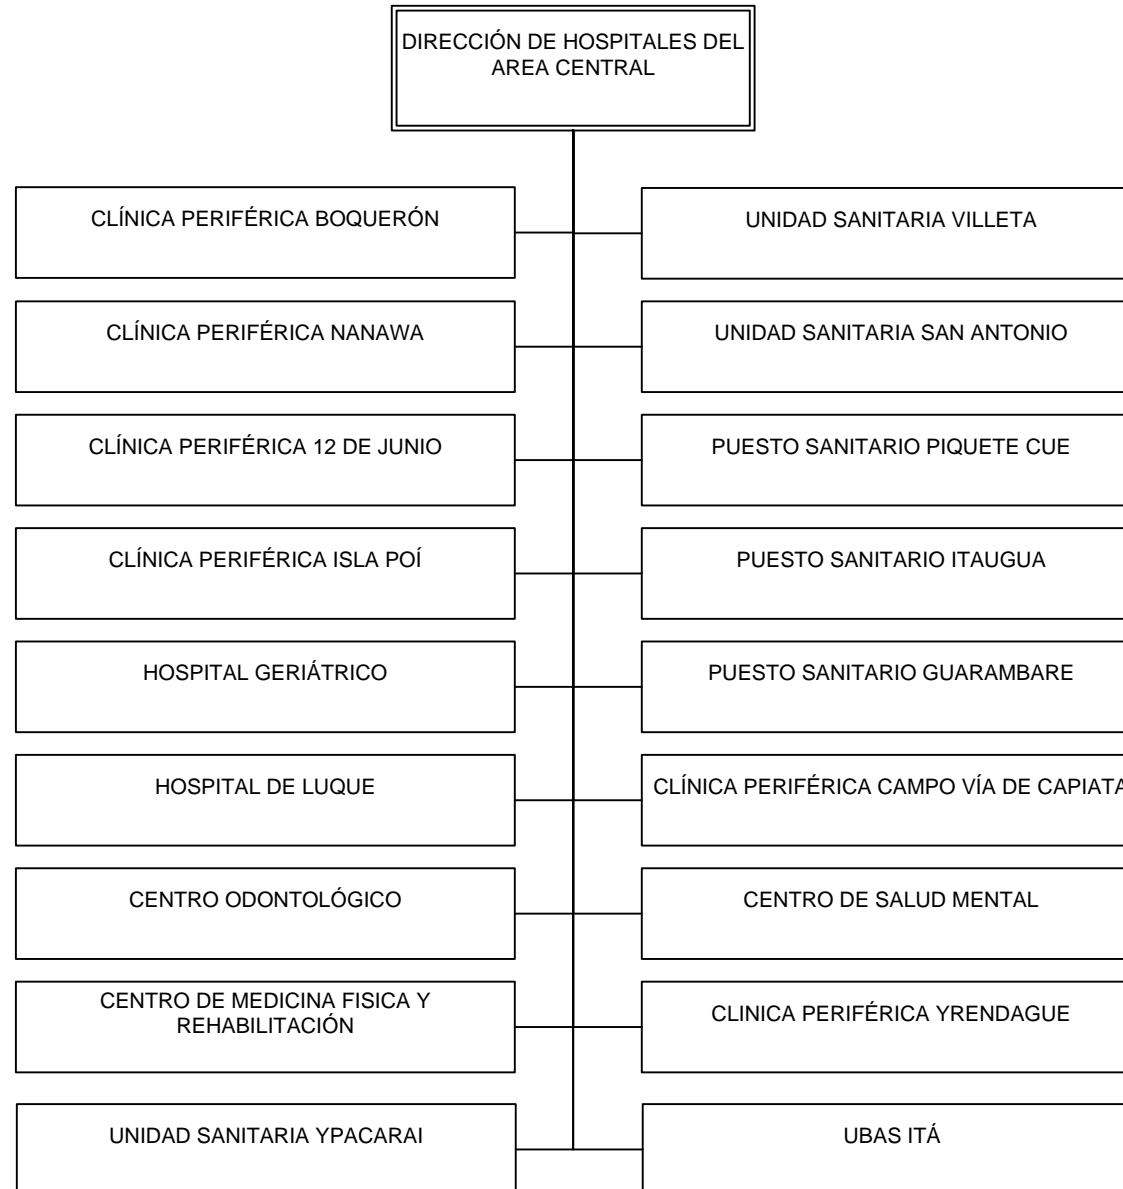 DIRECCIÓN DE HOSPITALES DEL
AREA CENTRAL
CLÍNICA PERIFÉRICA BOQUERÓN
UNIDAD SANITARIA VILLETA
CLÍNICA PERIFÉRICA NANAWA
UNIDAD SANITARIA SAN ANTONIO
CLÍNICA PERIFÉRICA 12 DE JUNIO
PUESTO SANITARIO PIQUETE CUE
CLÍNICA PERIFÉRICA ISLA POÍ
PUESTO SANITARIO ITAUGUA
HOSPITAL GERIÁTRICO
PUESTO SANITARIO GUARAMBARE
HOSPITAL DE LUQUE
CLÍNICA PERIFÉRICA CAMPO VÍA DE CAPIATA
CENTRO ODONTOLÓGICO
CENTRO DE SALUD MENTAL
CENTRO DE MEDICINA FISICA Y
REHABILITACIÓN
CLINICA PERIFÉRICA YRENDAGUE
UNIDAD SANITARIA YPACARAI
UBAS ITÁ